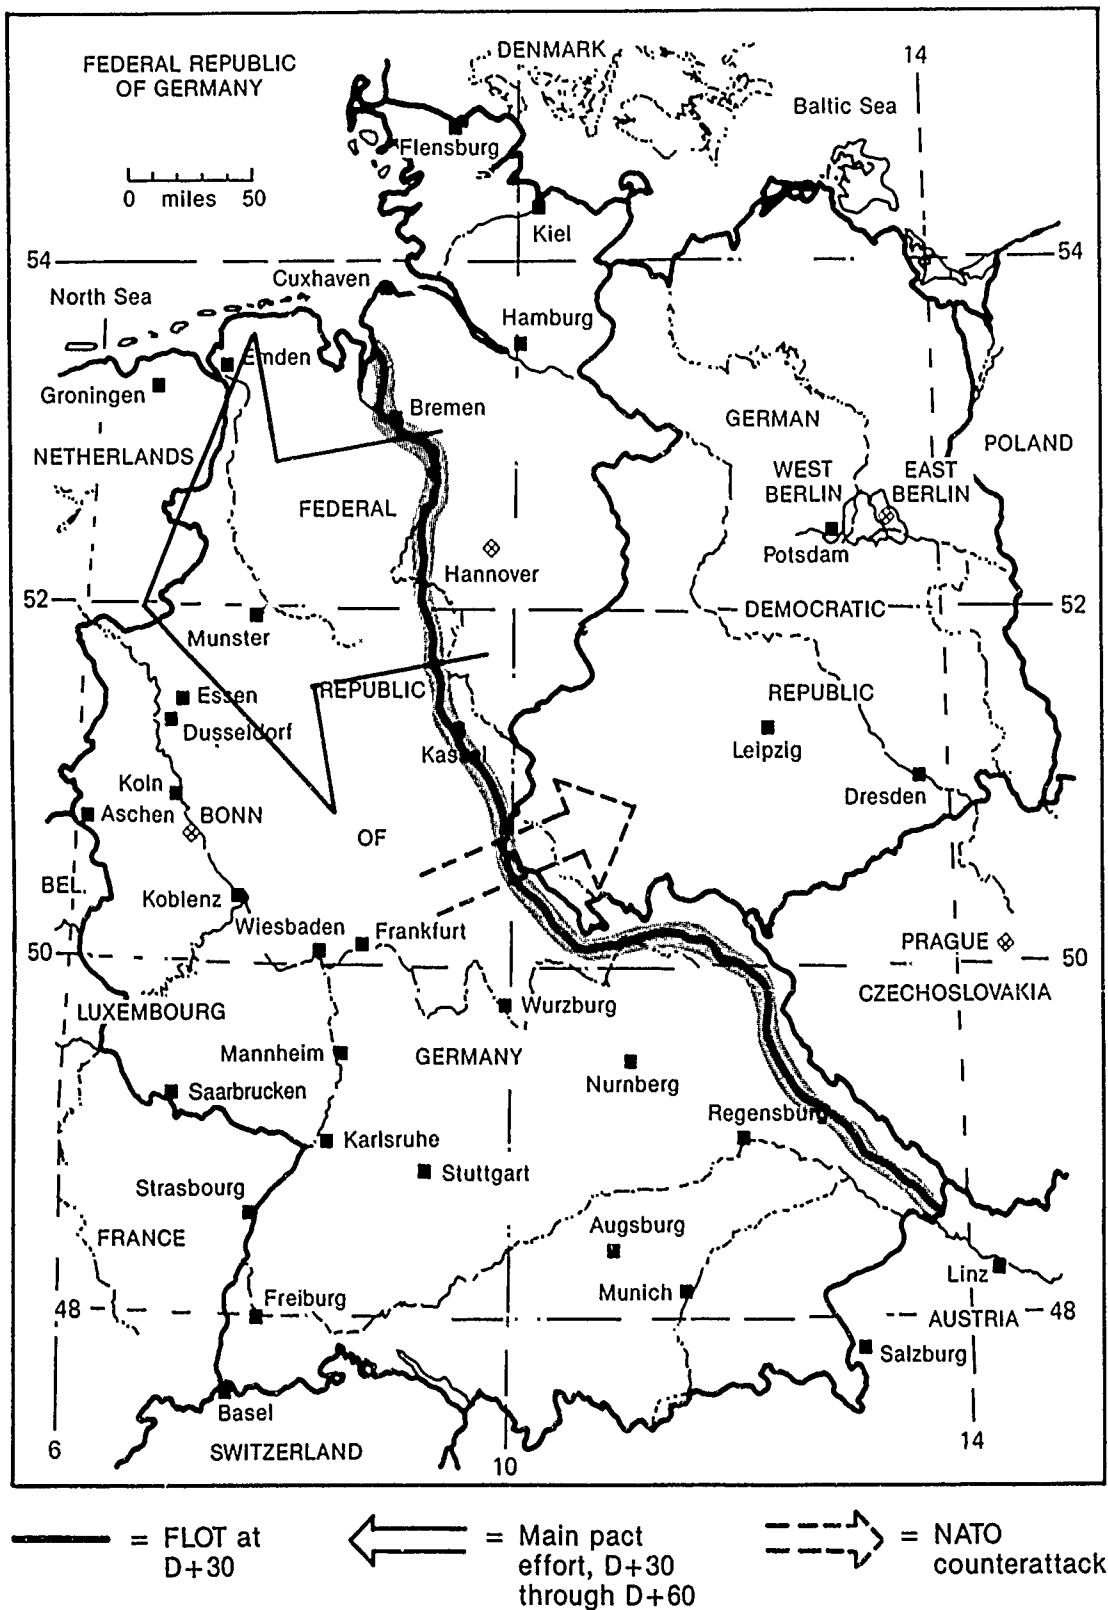 FEDERAL REPUBLIC
OF GERMANY
0 miles 50
DENMARK
14
Baltic Sea
Flensburg
Kiel
54
54
Cuxhaven
North Sea
Hamburg
Emden
Groningen
Bremen
GERMAN
NETHERLANDS
POLAND
WEST
BERLIN
EAST
BERLIN
FEDERAL
Potsdam
Hannover
52
DEMOCRATIC
52
Munster
REPUBLIC
REPUBLIC
Essen
Dusseldorf
Leipzig
Kassel
Koln
Dresden
Aschen
BONN
OF
BEL.
Koblenz
Wiesbaden
Frankfurt
50
PRAGUE
50
LUXEMBOURG
Wurzburg
CZECHOSLOVAKIA
Mannheim
GERMANY
Saarbrucken
Nurnberg
Regensburg
Karlsruhe
Stuttgart
Strasbourg
FRANCE
Augsburg
Linz
Munich
Freiburg
48
AUSTRIA
48
Salzburg
Basel
SWITZERLAND
6
10
14
= FLOT at
D+30
= Main pact
effort, D+30
through D+60
= NATO
counterattack